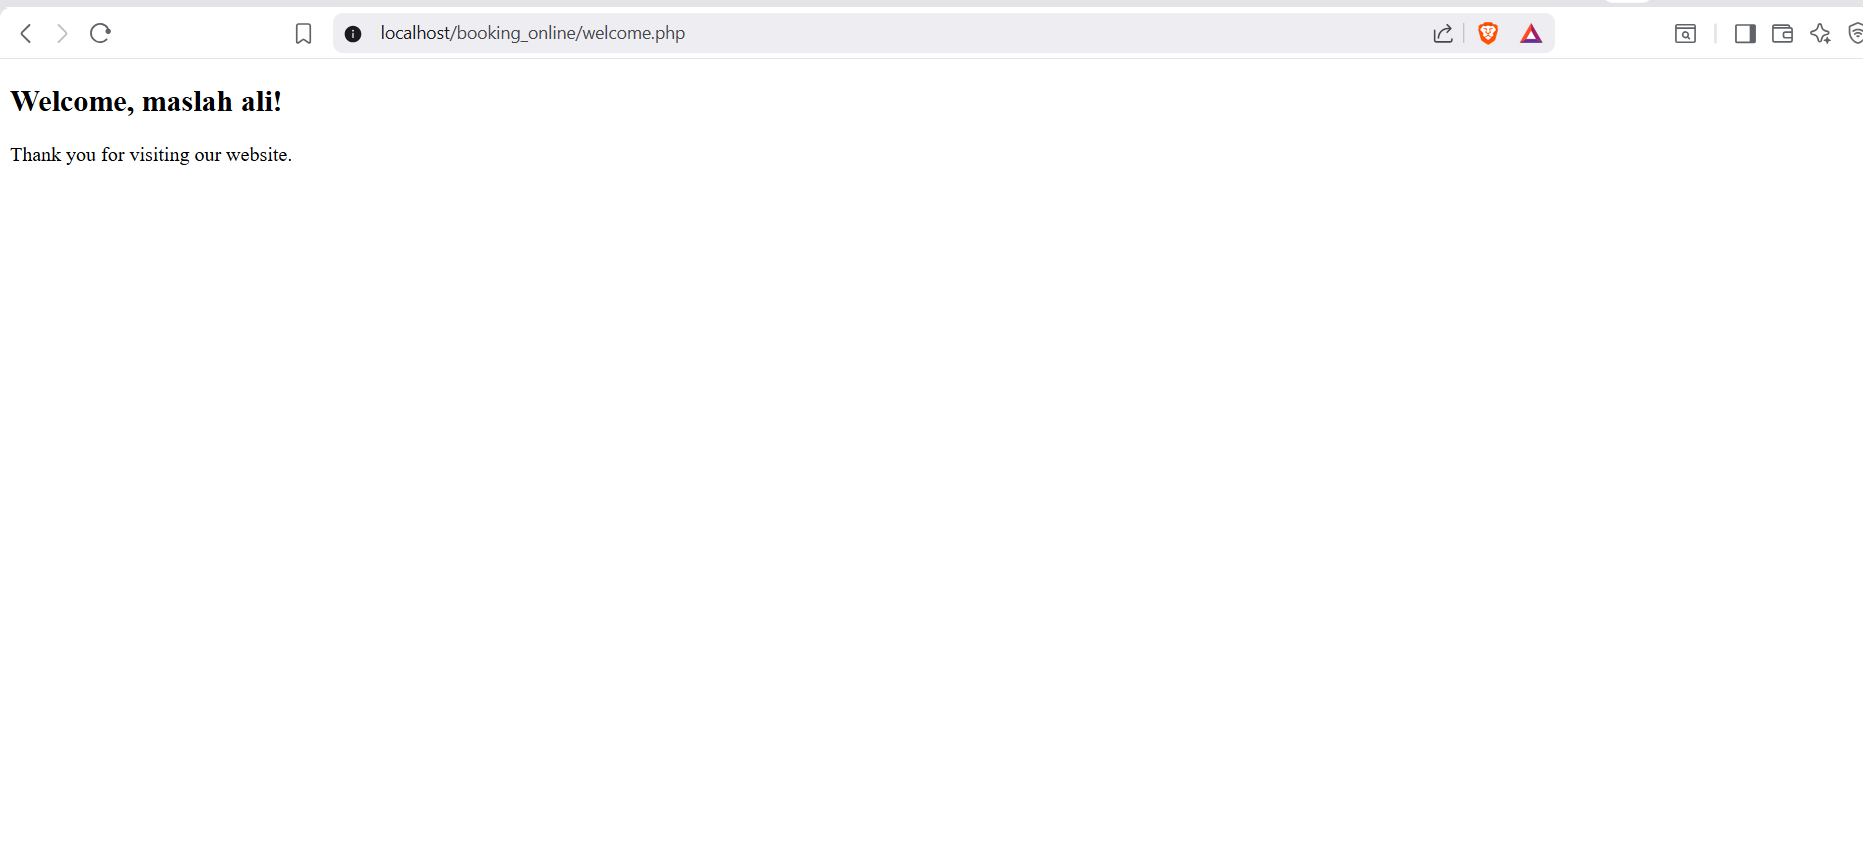 localhost/booking_online/welcome.php
Welcome, maslah ali!
Thank you for visiting our website.